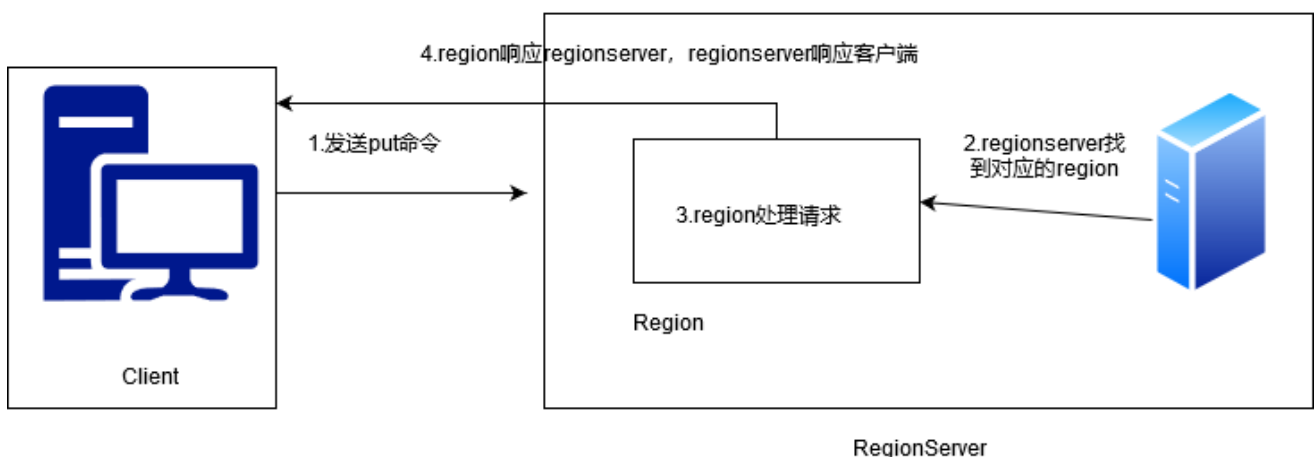 4.region响应regionserver，regionserver响应客户端
1.发送put命令
2.regionserver找
到对应的region
3.region处理请求
Region
Client
RegionServer